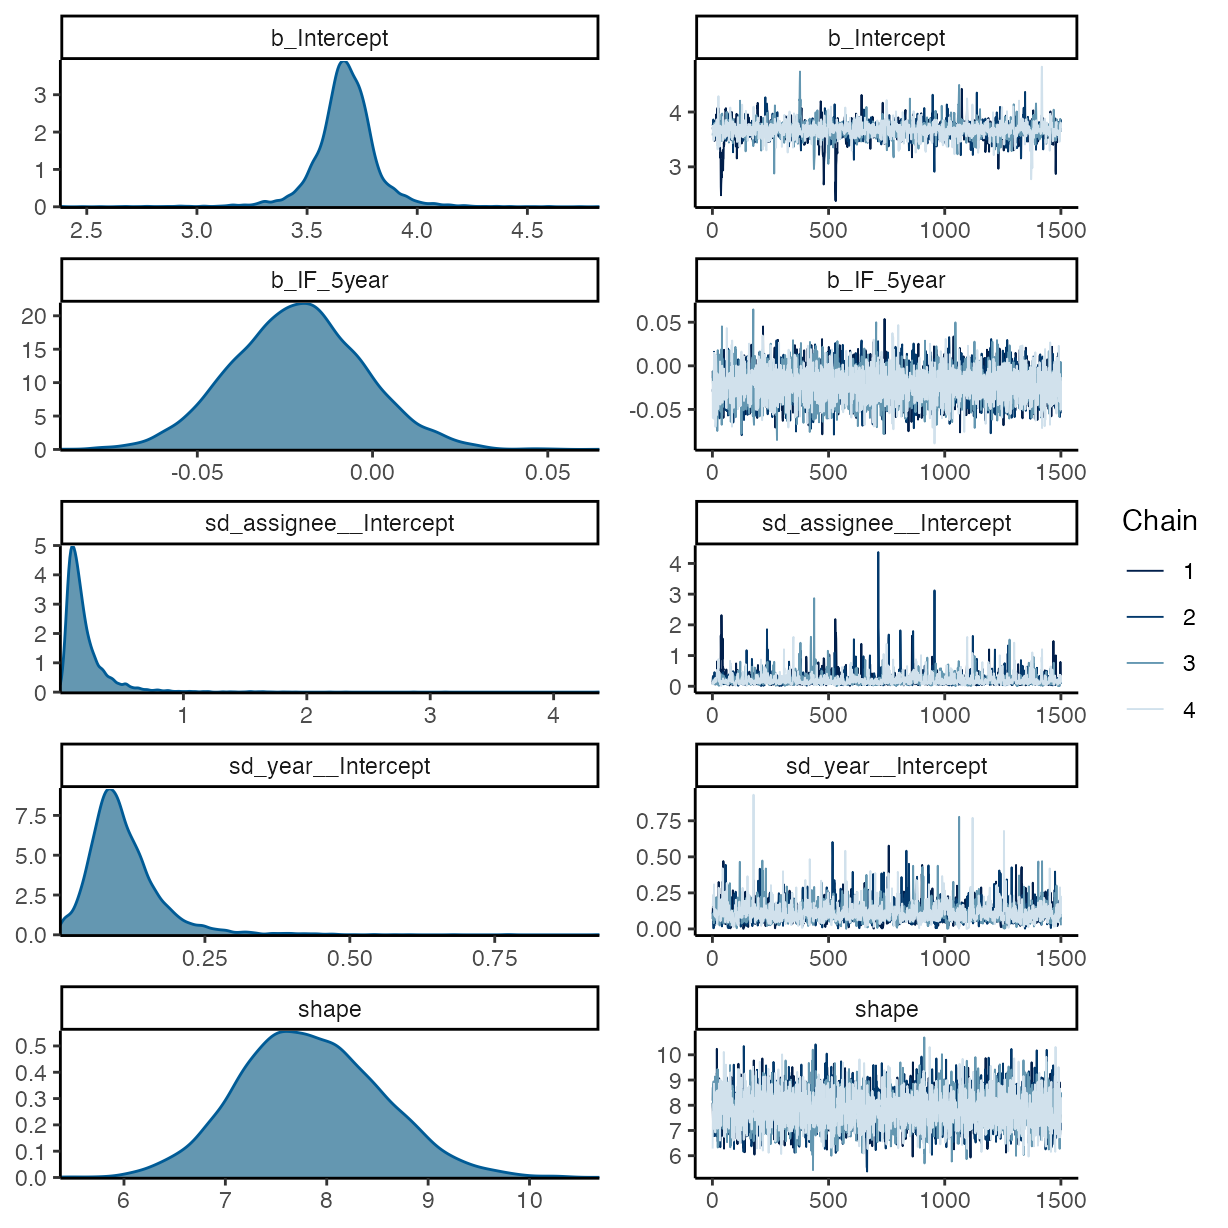 b_Intercept
b_Intercept
3
2
1
0
2.5 3.0 3.5 4.0 4.5
4
3
0 500 1000 1500
b_IF_5year
b_IF_5year
20
15
10
5
0
-0.05 0.00 0.05
0.05
0.00
-0.05
0 500 1000 1500
sd_assignee__Intercept
sd_assignee__Intercept
5
4
3
2
1
0
1 2 3 4
4
3
2
1
0
0 500 1000 1500
Chain
1
2
3
4
sd_year__Intercept
sd_year__Intercept
7.5
5.0
2.5
0.0
0.25 0.50 0.75
0.75
0.50
0.25
0.00
0 500 1000 1500
shape
shape
0.5
0.4
0.3
0.2
0.1
0.0
6 7 8 9 10
10
9
8
7
6
0 500 1000 1500